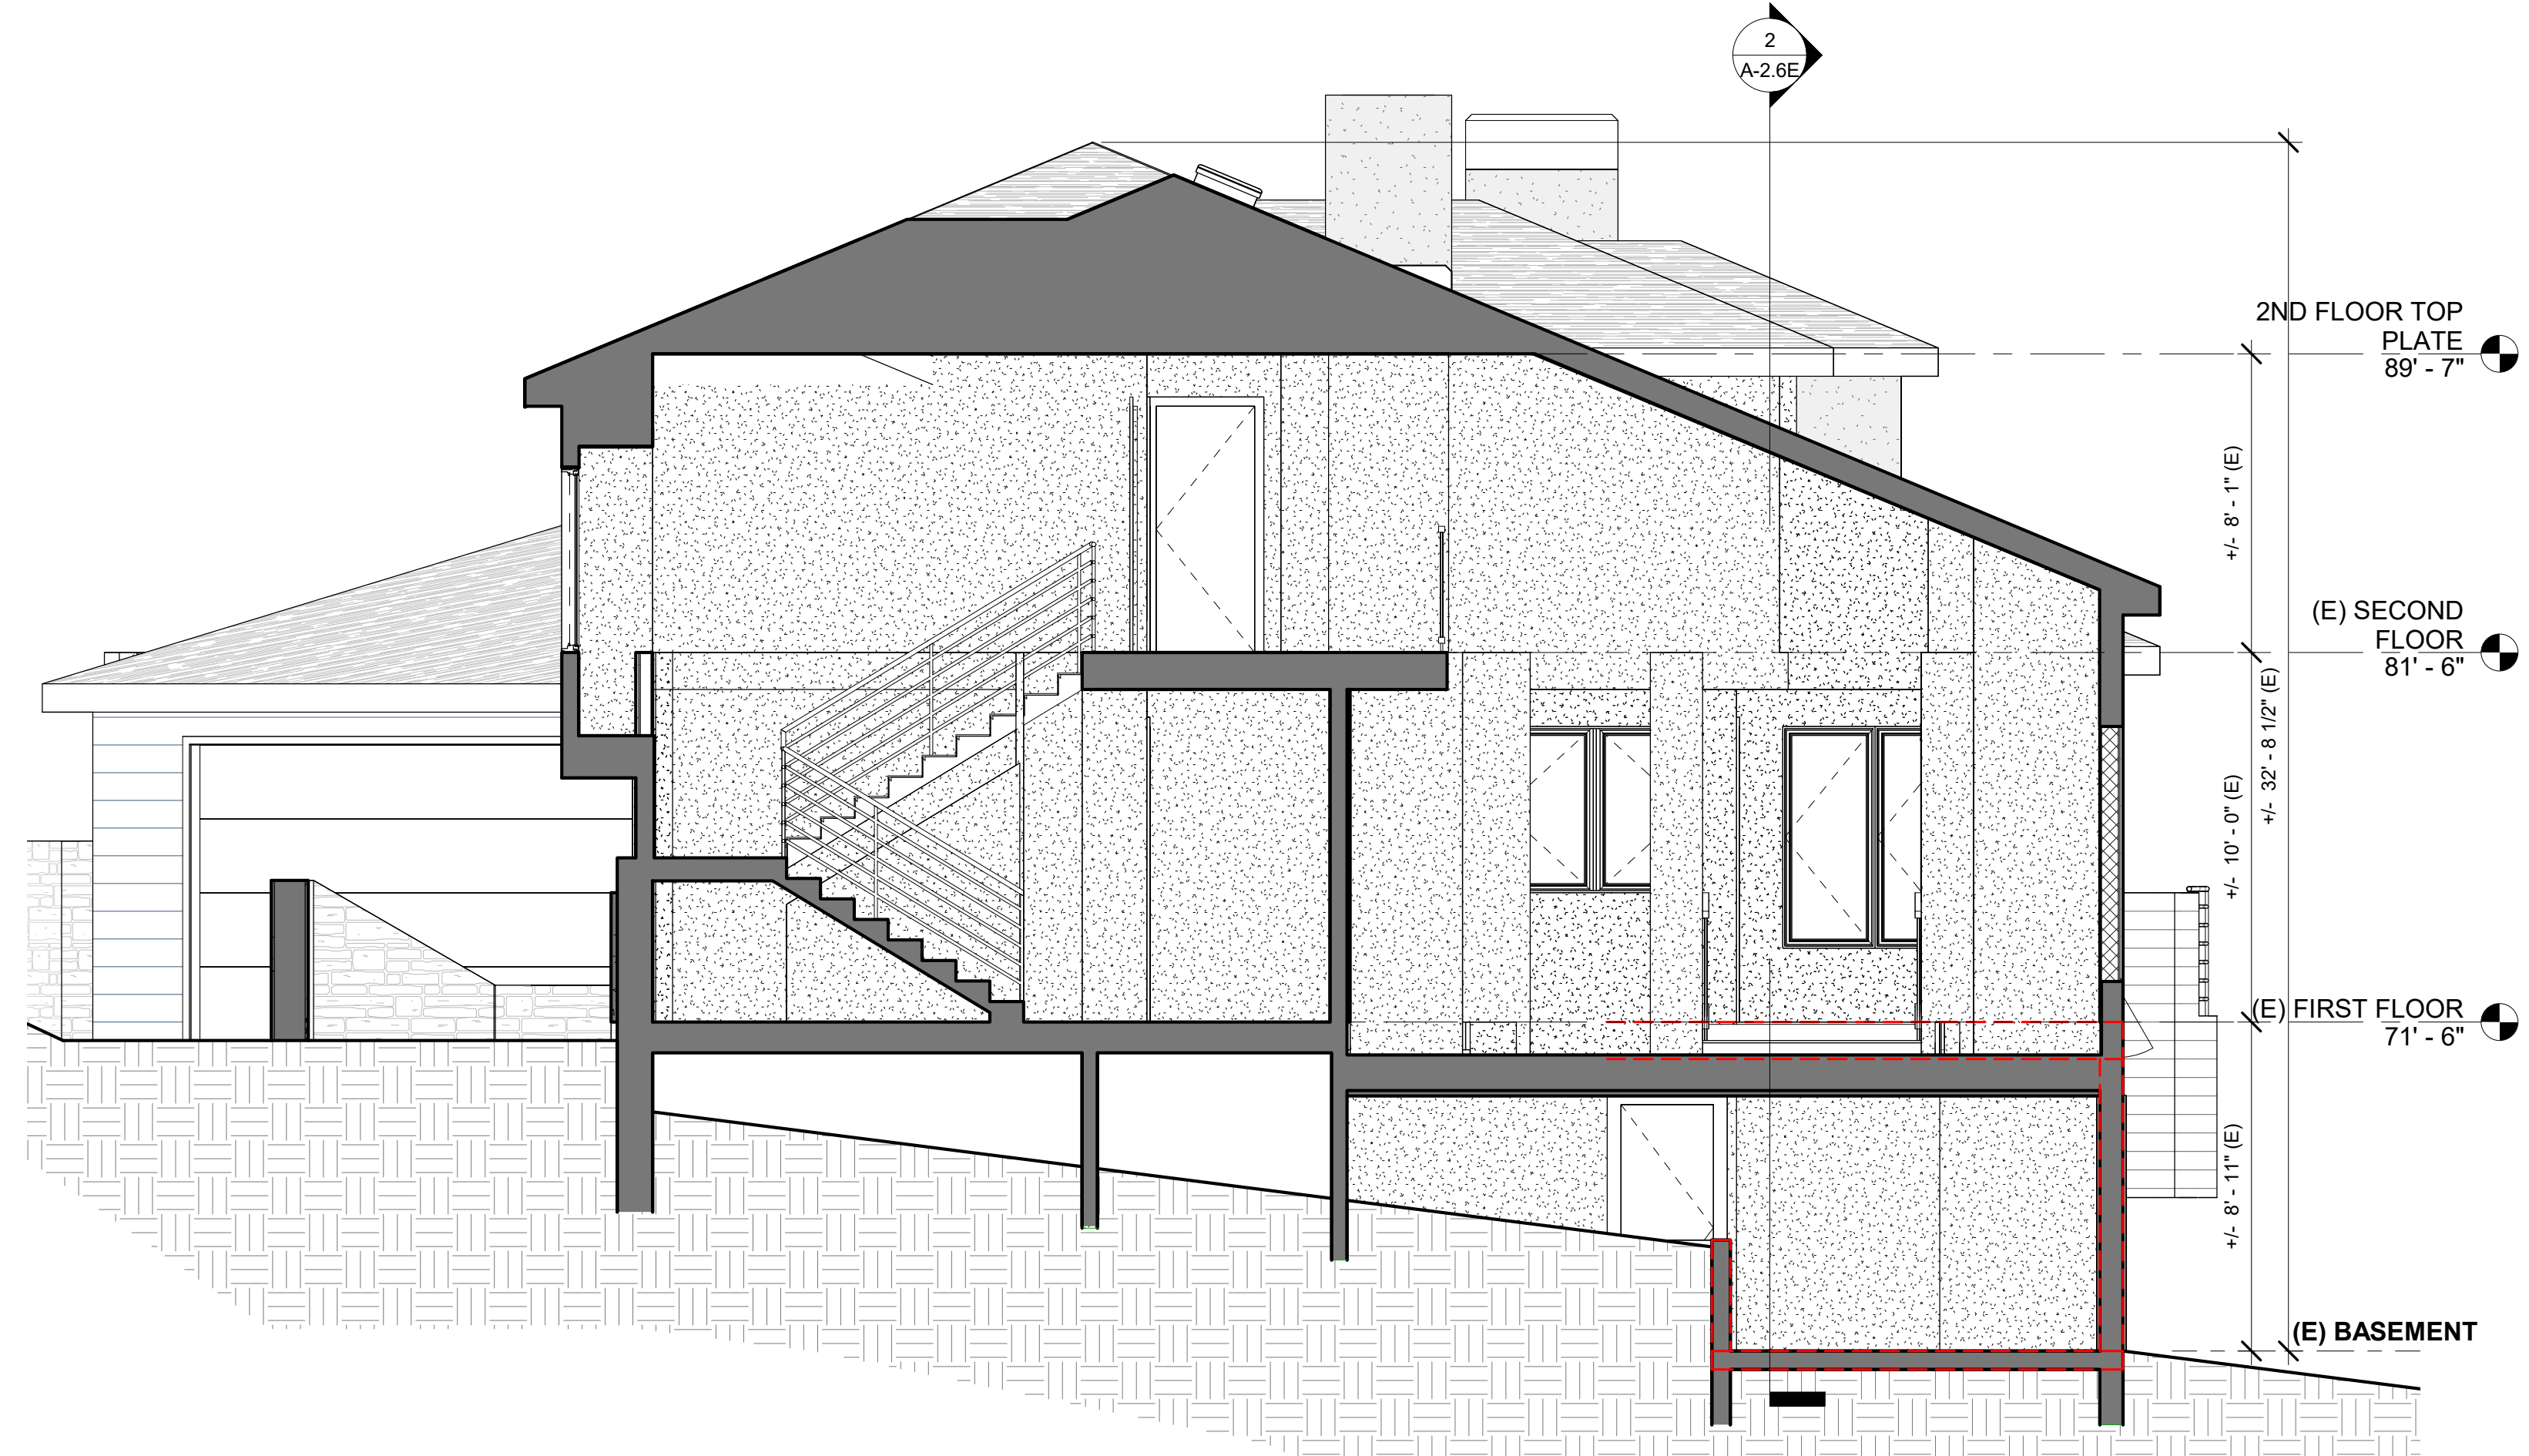 2
A-2.6E
2ND FLOOR TOP
PLATE
89' - 7"
+/- 8' - 1" (E)
(E) SECOND
FLOOR
81' - 6"
+/- 32' - 8 1/2" (E)
+/- 10' - 0" (E)
(E) FIRST FLOOR
71' - 6"
+/- 8' - 11" (E)
(E) BASEMENT